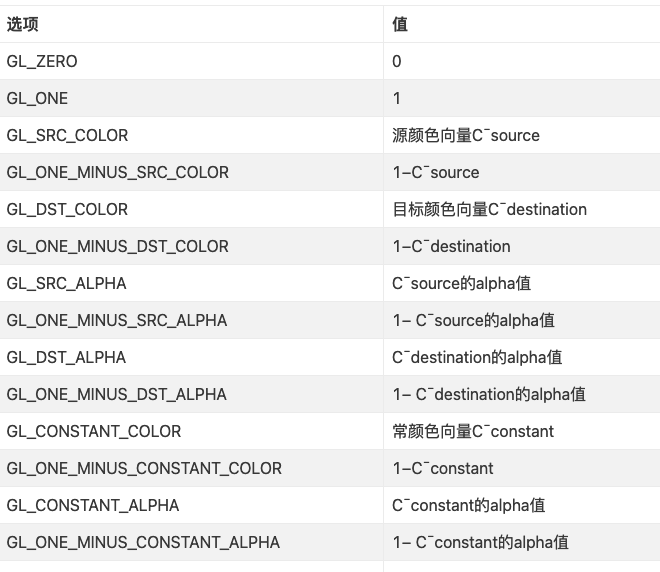 选项 值
GL_ZERO 0
GL_ONE 1
GL_SRC_COLOR 源颜色向量C¯source
GL_ONE_MINUS_SRC_COLOR 1−C¯source
GL_DST_COLOR 目标颜色向量C¯destination
GL_ONE_MINUS_DST_COLOR 1−C¯destination
GL_SRC_ALPHA C¯source的alpha值
GL_ONE_MINUS_SRC_ALPHA 1− C¯source的alpha值
GL_DST_ALPHA C¯destination的alpha值
GL_ONE_MINUS_DST_ALPHA 1− C¯destination的alpha值
GL_CONSTANT_COLOR 常颜色向量C¯constant
GL_ONE_MINUS_CONSTANT_COLOR 1−C¯constant
GL_CONSTANT_ALPHA C¯constant的alpha值
GL_ONE_MINUS_CONSTANT_ALPHA 1− C¯constant的alpha值